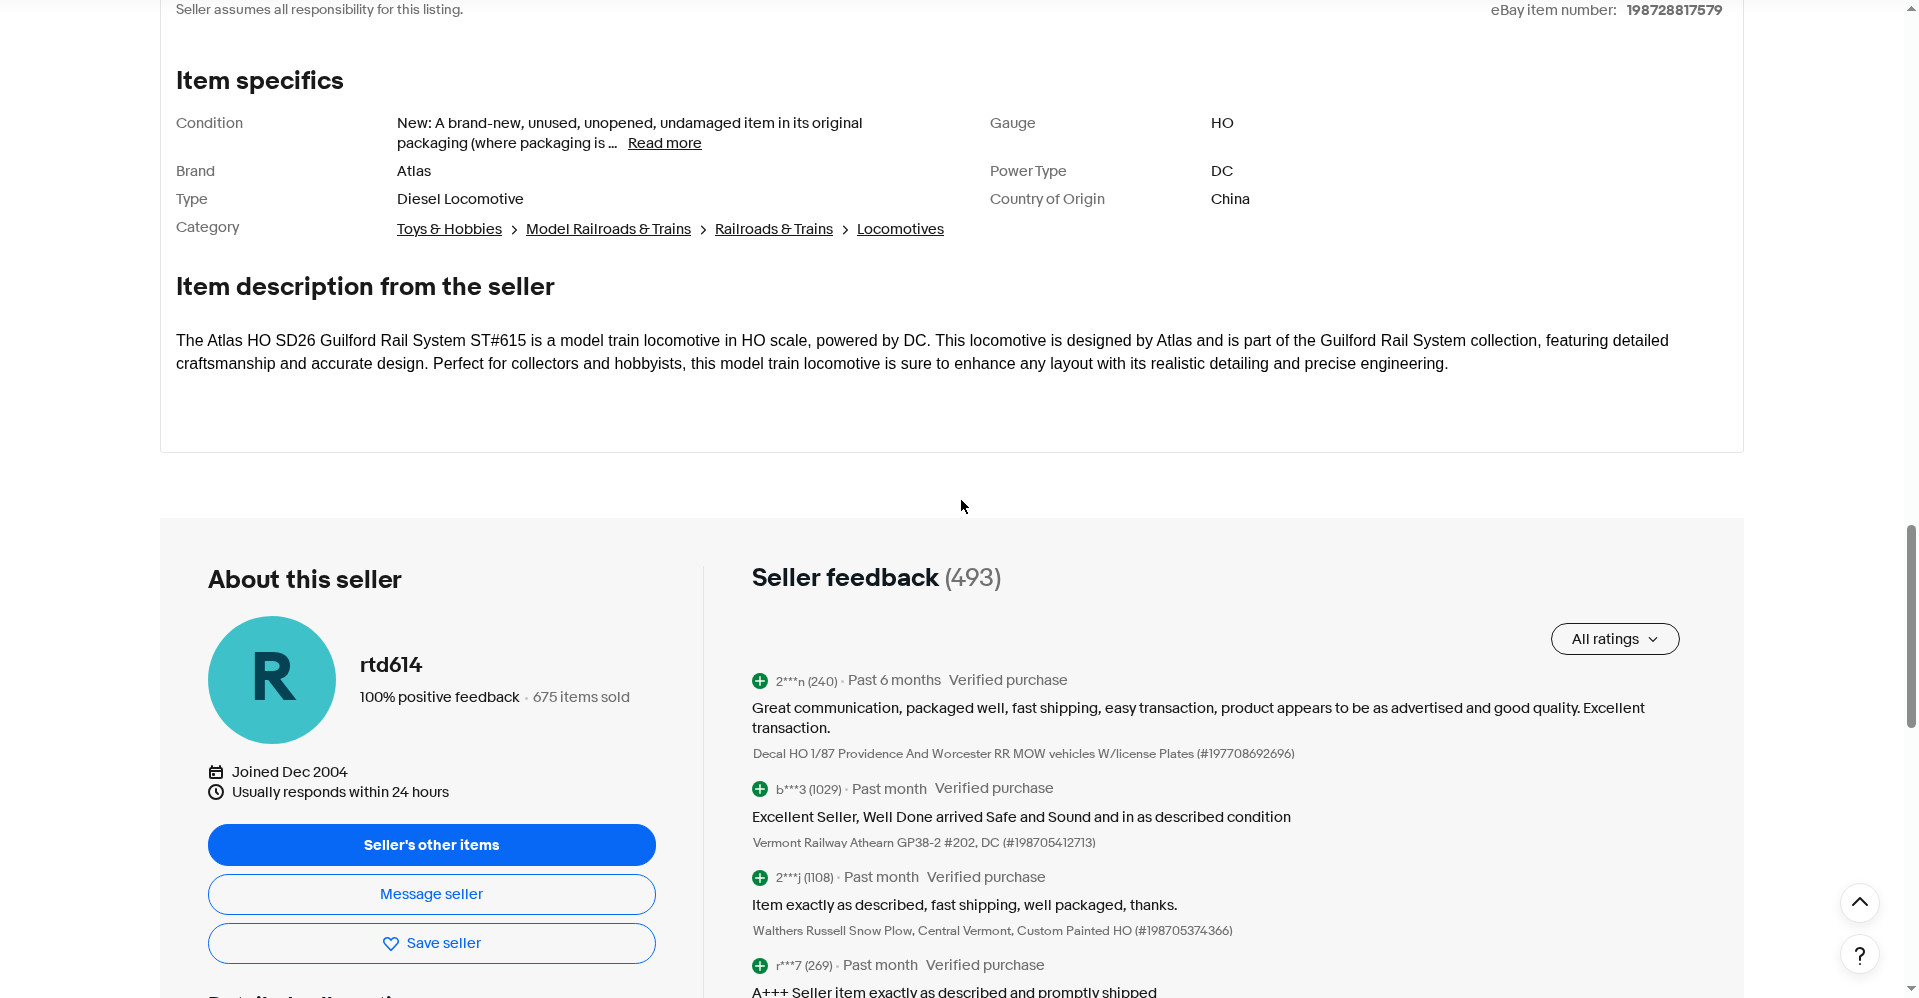 Seller assumes all responsibility for this listing.
eBay item number: 198728817579
Item specifics
Condition
New: A brand-new, unused, unopened, undamaged item in its original
packaging (where packaging is ... Read more
Gauge
HO
Brand
Atlas
Power Type
DC
Type
Diesel Locomotive
Country of Origin
China
Category
Toys & Hobbies > Model Railroads & Trains > Railroads & Trains > Locomotives
Item description from the seller
The Atlas HO SD26 Guilford Rail System ST#615 is a model train locomotive in HO scale, powered by DC. This locomotive is designed by Atlas and is part of the Guilford Rail System collection, featuring detailed
craftsmanship and accurate design. Perfect for collectors and hobbyists, this model train locomotive is sure to enhance any layout with its realistic detailing and precise engineering.
About this seller
R
rtd614
100% positive feedback · 675 items sold
Joined Dec 2004
Usually responds within 24 hours
Seller's other items
Message seller
Save seller
Seller feedback (493)
All ratings
2***n (240) · Past 6 months Verified purchase
Great communication, packaged well, fast shipping, easy transaction, product appears to be as advertised and good quality. Excellent
transaction.
Decal HO 1/87 Providence And Worcester RR MOW vehicles W/license Plates (#197708692696)
b***3 (1029) · Past month Verified purchase
Excellent Seller, Well Done arrived Safe and Sound and in as described condition
Vermont Railway Athearn GP38-2 #202, DC (#198705412713)
2***j (1108) · Past month Verified purchase
Item exactly as described, fast shipping, well packaged, thanks.
Walthers Russell Snow Plow, Central Vermont, Custom Painted HO (#198705374366)
r***7 (269) · Past month Verified purchase
A+++ Seller item exactly as described and promptly shipped
?